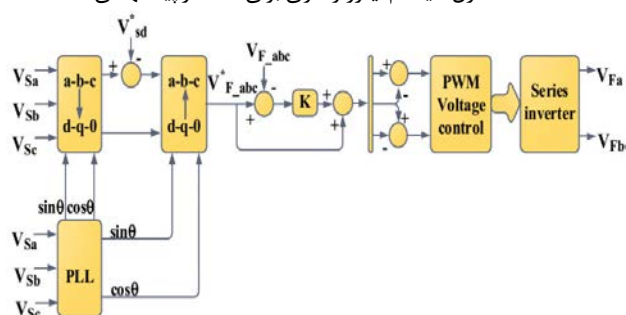 V*sd
VSa
VSb
VSc
a-b-c
d-q-0
+
-
a-b-c
d-q-0
V*F_abc
VF_abc
-
+
K
+
+
+
-
+
-
PWM
Voltage
control
Series
inverter
VFa
VFb
sinθ cosθ
VSa
VSb
VSc
PLL
sinθ
cosθ